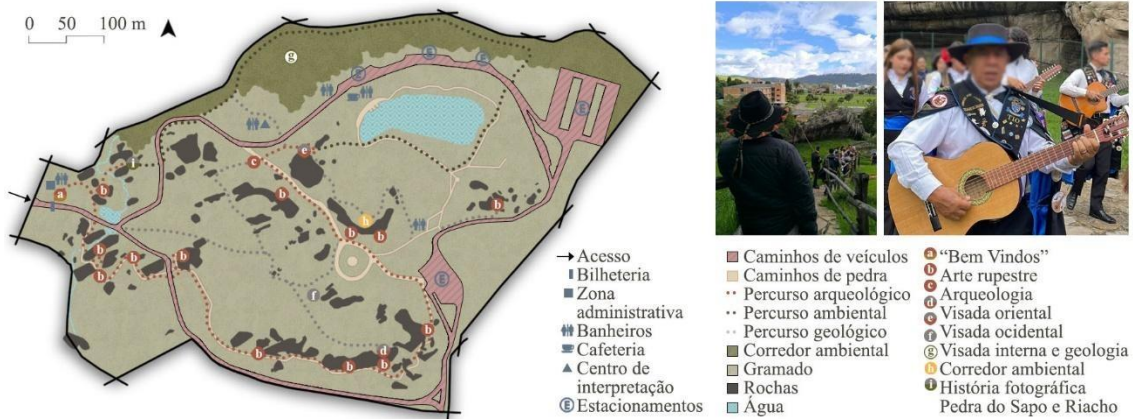 0 50 100 m
g
E
E
E
i
a
b
c
e
b
b
h
b
b
b
E
E
b
b
b
b
b
f
b
d
b
b
b
b
TIO
Acesso
Bilheteria
Zona
administrativa
Banheiros
Cafeteria
Centro de
interpretação
E Estacionamentos
Caminhos de veículos
Caminhos de pedra
Percurso arqueológico
Percurso ambiental
Percurso geológico
Corredor ambiental
Gramado
Rochas
Água
a "Bem Vindos"
b Arte rupestre
c Arqueologia
d Visada oriental
e Visada ocidental
f Visada interna e geologia
g Corredor ambiental
h História fotográfica
i Pedra do Sapo e Riacho